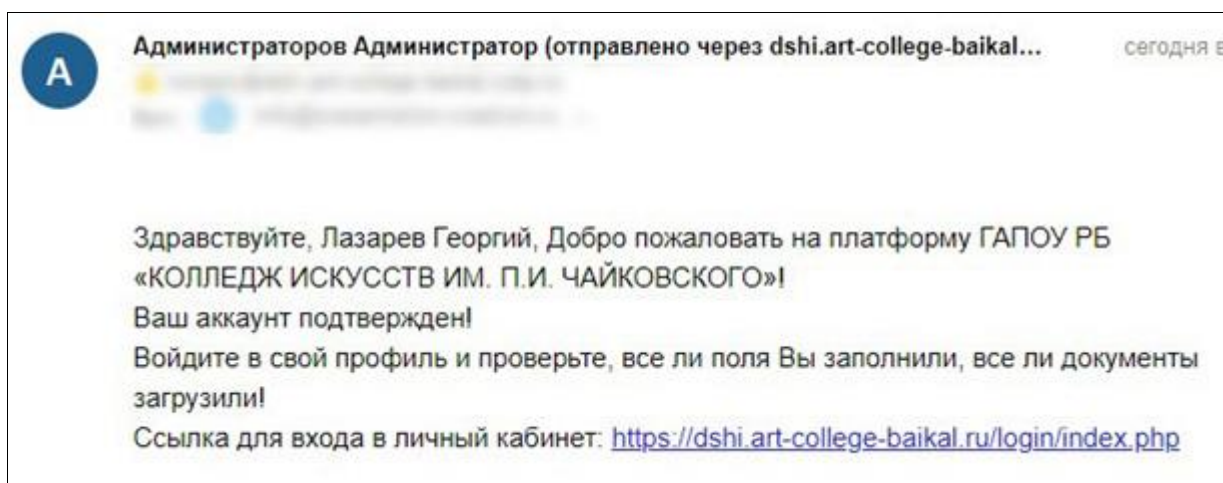 А
Администраторов Администратор (отправлено через dshi.art-college-baikal...
сегодня в
Здравствуйте, Лазарев Георгий, Добро пожаловать на платформу ГАПОУ РБ
«КОЛЛЕДЖ ИСКУССТВ ИМ. П.И. ЧАЙКОВСКОГО»!
Ваш аккаунт подтвержден!
Войдите в свой профиль и проверьте, все ли поля Вы заполнили, все ли документы
загрузили!
Ссылка для входа в личный кабинет: https://dshi.art-college-baikal.ru/login/index.php